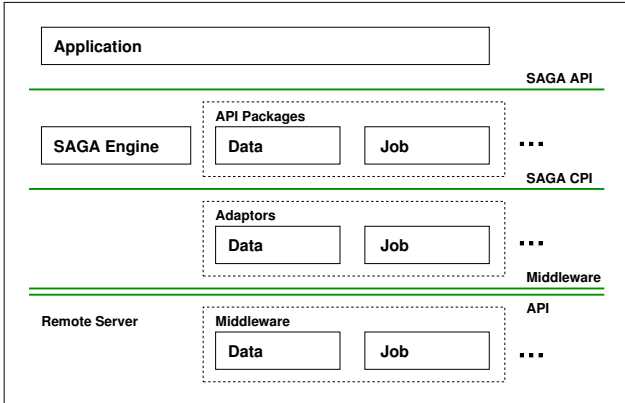 Application
SAGA API
API Packages
SAGA Engine
Data
Job
...
SAGA CPI
Adaptors
Data
Job
...
Middleware
API
Remote Server
Middleware
Data
Job
...